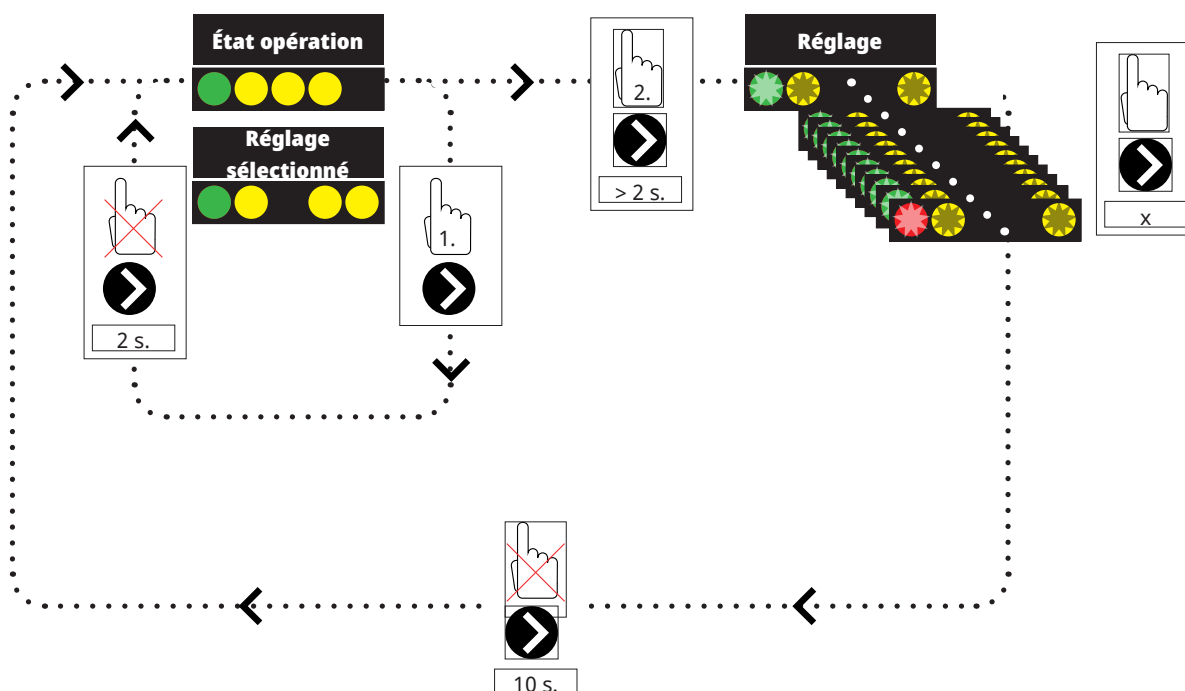 État opération
Réglage
sélectionné
2 s.
1.
2.
> 2 s.
Réglage
x
10 s.